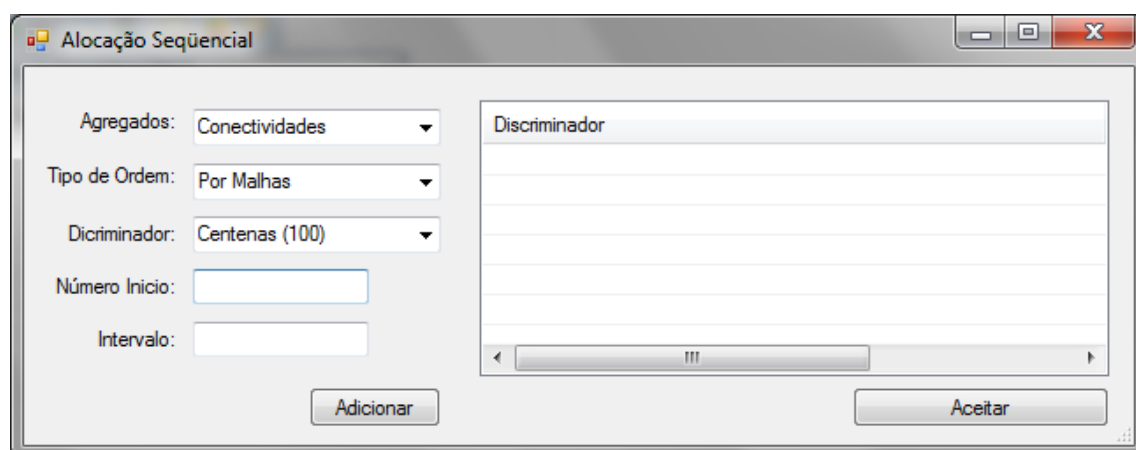 Alocação Seqüencial
Agregados: Conectividades
Tipo de Ordem: Por Malhas
Dicriminador: Centenas (100)
Número Inicio:
Intervalo:
Adicionar
Discriminador
Aceitar